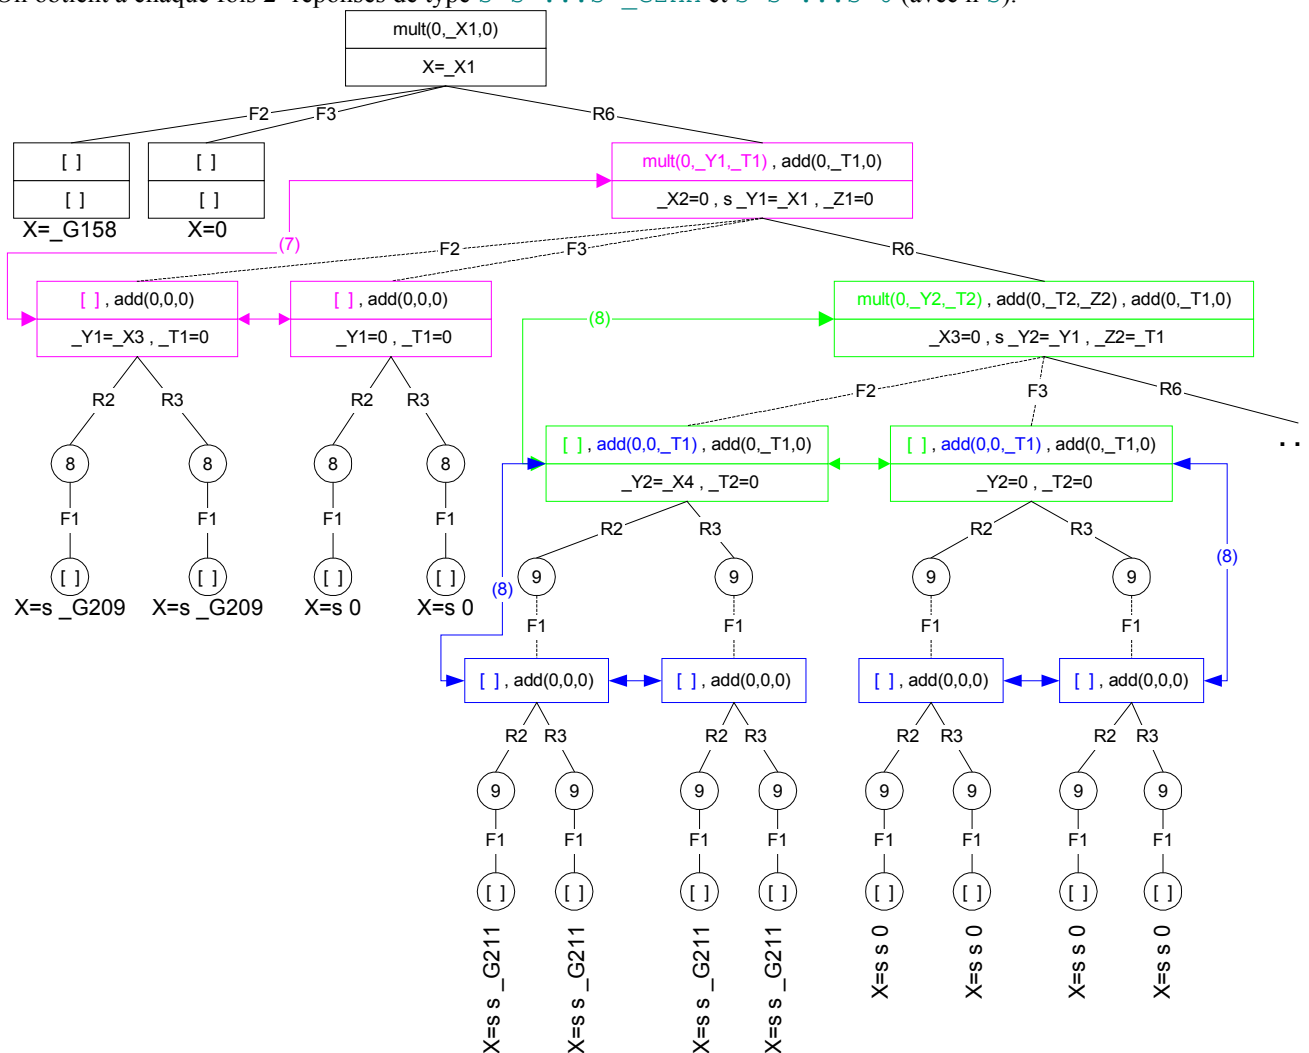 mult(0,_X1,0)
X=_X1
F2 F3 R6
[ ] [ ] mult(0,_Y1,_T1) , add(0,_T1,0)
[ ] [ ] _X2=0 , s _Y1=_X1 , _Z1=0
X=_G158 X=0
(7) F2 F3 R6
[ ] , add(0,0,0) [ ] , add(0,0,0) mult(0,_Y2,_T2) , add(0,_T2,_Z2) , add(0,_T1,0)
(8)
_Y1=_X3 , _T1=0 _Y1=0 , _T1=0 _X3=0 , s _Y2=_Y1 , _Z2=_T1
F2 F3 R6
R2 R3 R2 R3
[ ] , add(0,0,_T1) , add(0,_T1,0) [ ] , add(0,0,_T1) , add(0,_T1,0) . .
8 8 8 8
_Y2=_X4 , _T2=0 _Y2=0 , _T2=0
F1 F1 F1 F1
R2 R3 R2 R3
(8) (8)
[ ] [ ] [ ] [ ] 9 9 9 9
X=s _G209 X=s _G209 X=s 0 X=s 0
F1 F1 F1 F1
[ ] , add(0,0,0) [ ] , add(0,0,0) [ ] , add(0,0,0) [ ] , add(0,0,0)
R2 R3 R2 R3 R2 R3 R2 R3
9 9 9 9 9 9 9 9
F1 F1 F1 F1 F1 F1 F1 F1
[ ] [ ] [ ] [ ] [ ] [ ] [ ] [ ]
X=s s _G211 X=s s _G211 X=s s _G211 X=s s _G211 X=s s 0 X=s s 0 X=s s 0 X=s s 0